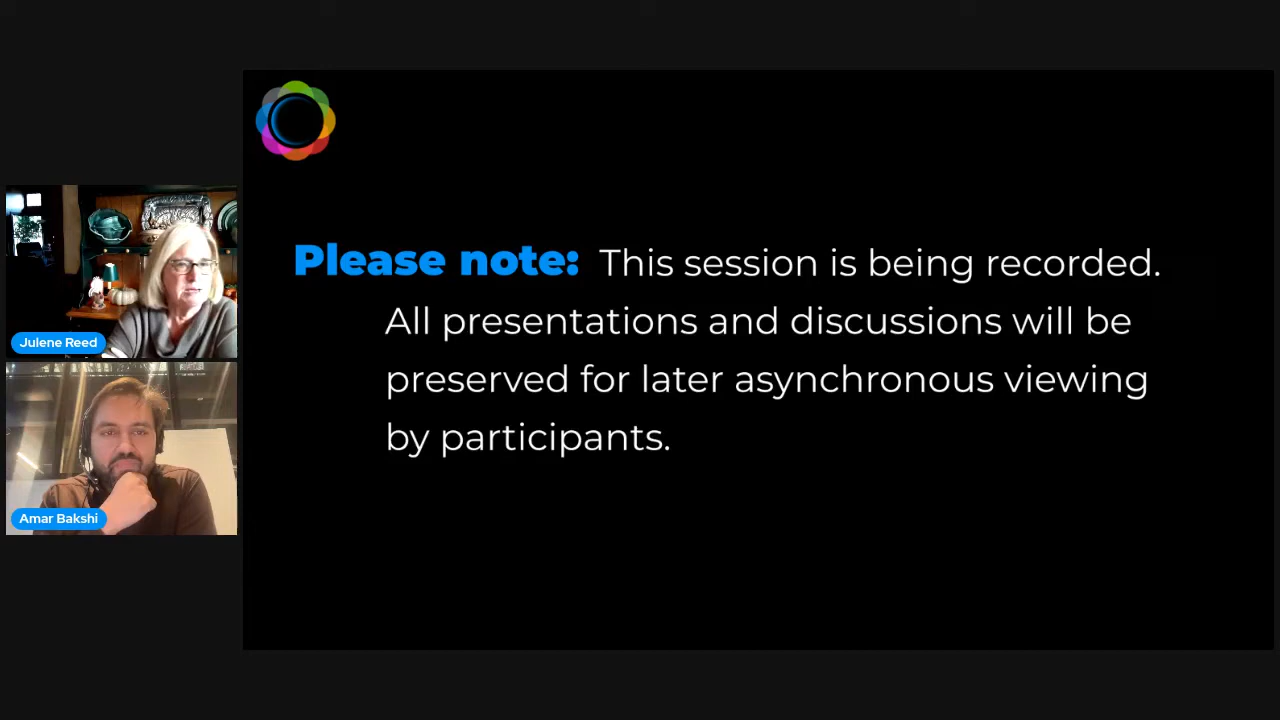 Please note: This session is being recorded.
All presentations and discussions will be
preserved for later asynchronous viewing
by participants.
Julene Reed
Amar Bakshi